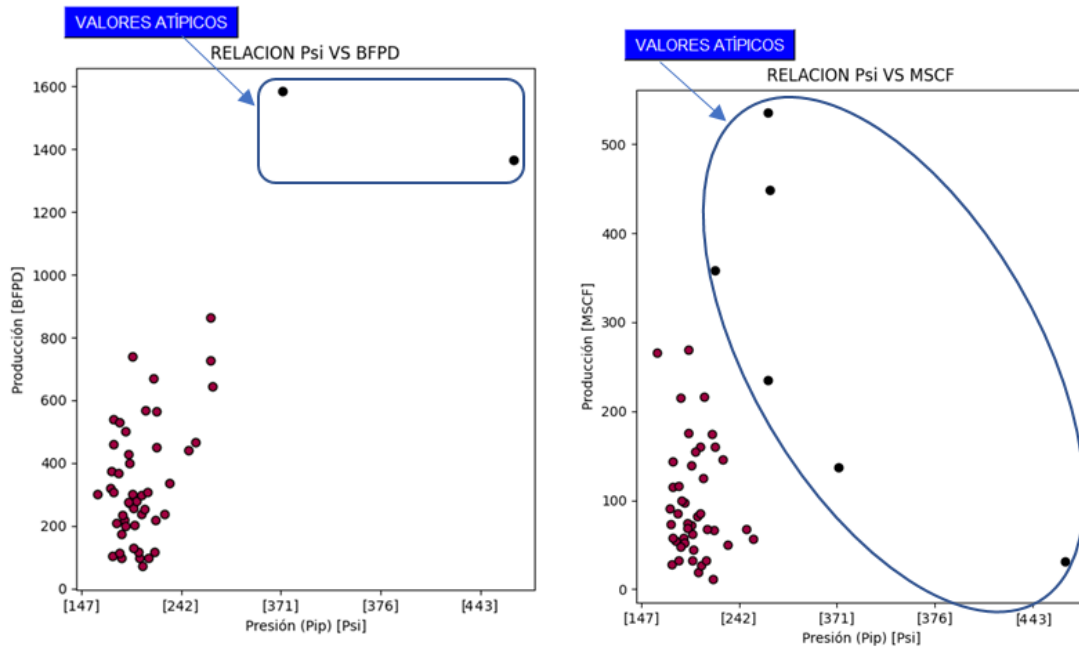 VALORES ATÍPICOS
RELACION Psi VS BFPD
1600
1400
1200
1000
800
600
400
200
0
Producción [BFPD]
[147] [242] [371] [376] [443]
Presión (Pip) [Psi]
VALORES ATÍPICOS
RELACION Psi VS MSCF
500
400
300
200
100
0
Producción [MSCF]
[147] [242] [371] [376] [443]
Presión (Pip) [Psi]